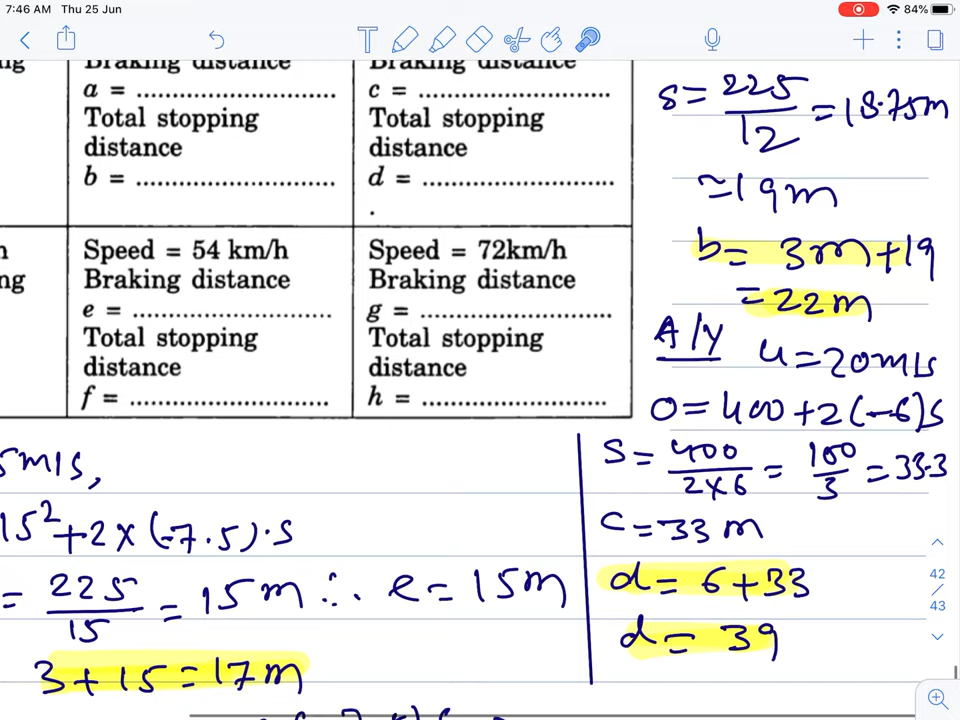 7:46 AM Thu 25 Jun
84%
ng
Braking distance
a = ..................................
Total stopping
distance
b = ..................................
Braking distance
c = ................................
Total stopping
distance
d = ................................
.
ng
Speed = 54 km/h
Braking distance
e = ..................................
Total stopping
distance
f = ..................................
Speed = 72km/h
Braking distance
g = ................................
Total stopping
distance
h = ................................
S = 225/12 = 18.75m
≈ 19m
b = 3m + 19
= 22m
A/Y u = 20m/s
0 = 400 + 2(-6)S
S = 400/2×6 = 100/3 = 33.3
C = 33 m
d = 6 + 33
d = 39
5m/s,
15² + 2 × (-7.5)·S
= 225/15 = 15m ∴ e = 15m
3 + 15 = 17m
42
/
43